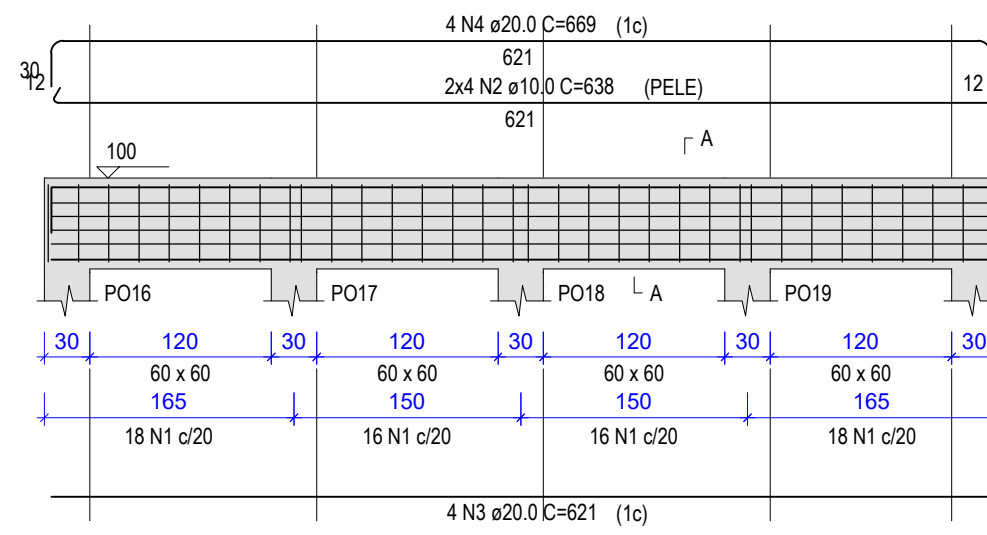 4 N4 ø20.0 C=669 (1c)
621
30
12
2x4 N2 ø10.0 C=638 (PELE)
12
621
A
100
PO16 PO17 PO18 A PO19
30 120 30 120 30 120 30 120 30
60 x 60 60 x 60 60 x 60 60 x 60
165 150 150 165
18 N1 c/20 16 N1 c/20 16 N1 c/20 18 N1 c/20
4 N3 ø20.0 C=621 (1c)